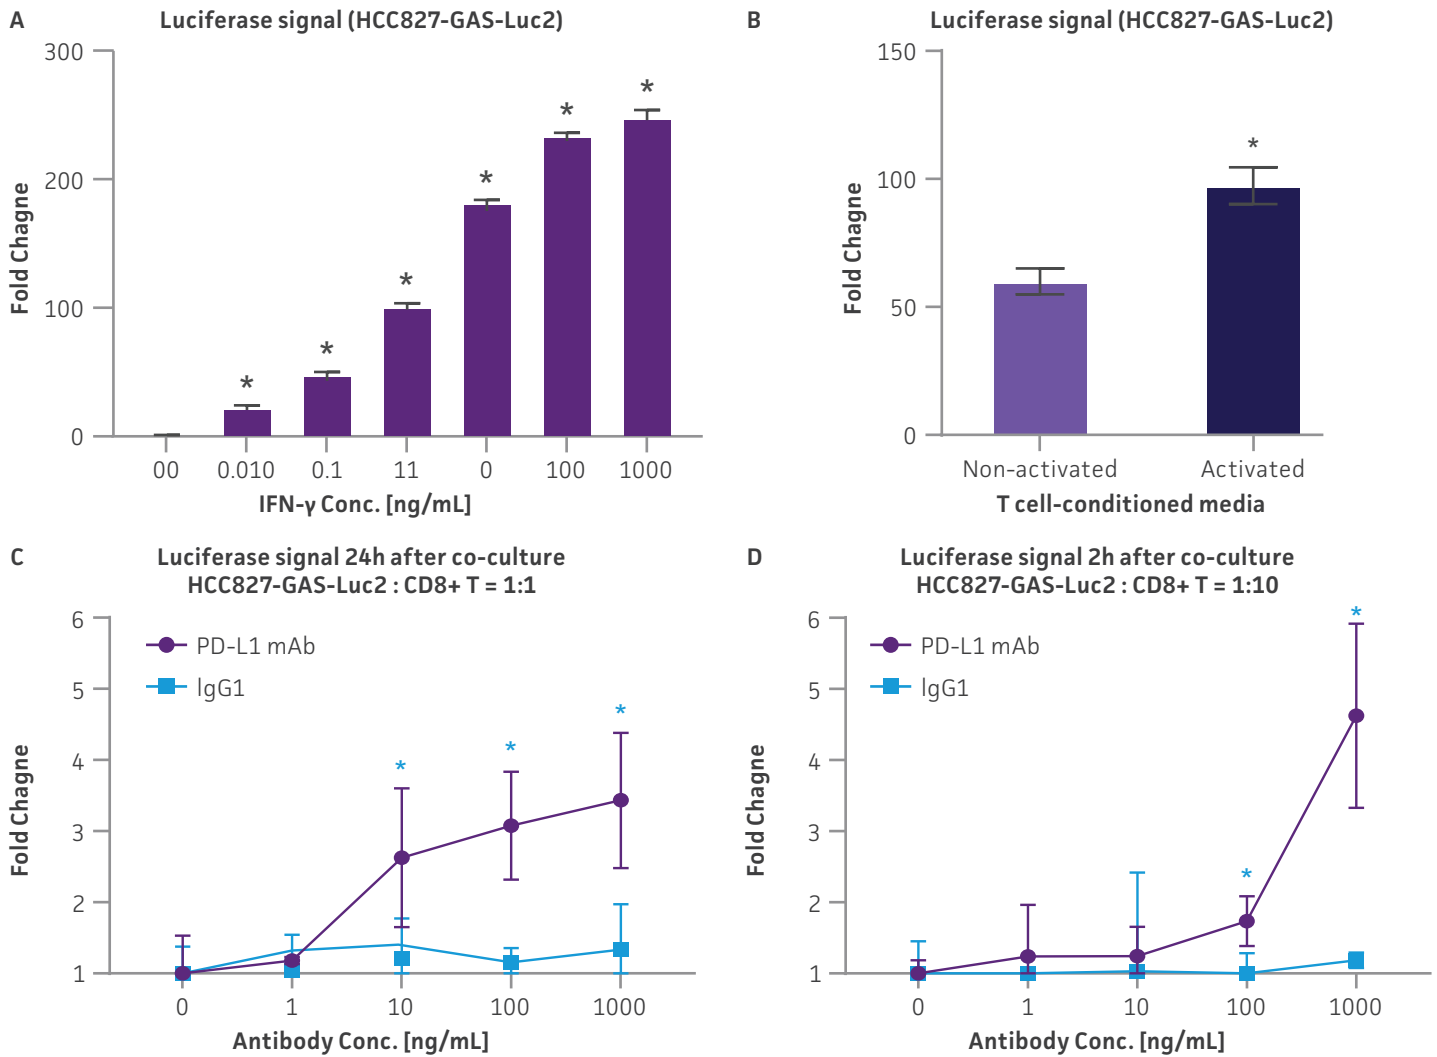 A
Luciferase signal (HCC827-GAS-Luc2)
300
200
100
0
Fold Chagne
*
*
*
*
*
*
00 0.010 0.1 11 0 100 1000
IFN-γ Conc. [ng/mL]
B
Luciferase signal (HCC827-GAS-Luc2)
150
100
50
0
Fold Chagne
*
Non-activated Activated
T cell-conditioned media
C
Luciferase signal 24h after co-culture
HCC827-GAS-Luc2 : CD8+ T = 1:1
6
5
4
3
2
1
Fold Chagne
PD-L1 mAb
IgG1
*
*
*
0 1 10 100 1000
Antibody Conc. [ng/mL]
D
Luciferase signal 2h after co-culture
HCC827-GAS-Luc2 : CD8+ T = 1:10
6
5
4
3
2
1
Fold Chagne
PD-L1 mAb
IgG1
*
*
0 1 10 100 1000
Antibody Conc. [ng/mL]